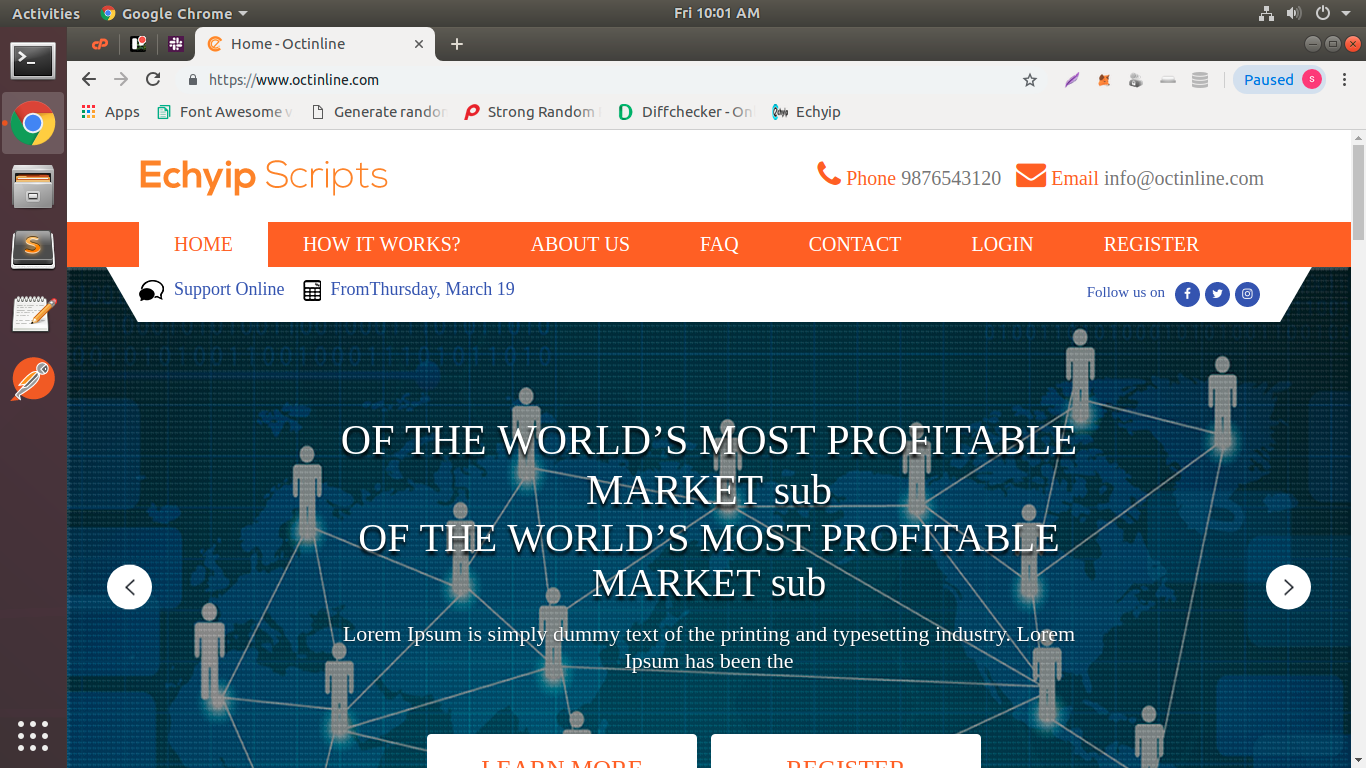 Activities
Google Chrome
Fri 10:01 AM
Home - Octinline
https://www.octinline.com
Paused
S
Apps
Font Awesome v
Generate randor
Strong Random
Diffchecker - On
Echyip
Echyip Scripts
Phone 9876543120
Email info@octinline.com
HOME
HOW IT WORKS?
ABOUT US
FAQ
CONTACT
LOGIN
REGISTER
Support Online
FromThursday, March 19
Follow us on
OF THE WORLD’S MOST PROFITABLE
MARKET sub
OF THE WORLD’S MOST PROFITABLE
MARKET sub
Lorem Ipsum is simply dummy text of the printing and typesetting industry. Lorem
Ipsum has been the
LEARN MORE
REGISTER